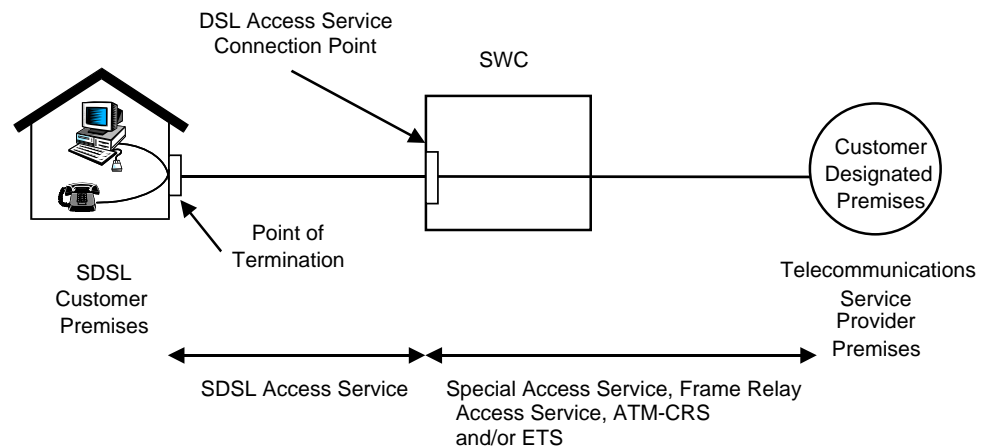 DSL Access Service
Connection Point
SWC
Customer
Designated
Premises
Point of
Termination
SDSL
Customer
Premises
Telecommunications
Service
Provider
Premises
SDSL Access Service
Special Access Service, Frame Relay
Access Service, ATM-CRS
and/or ETS